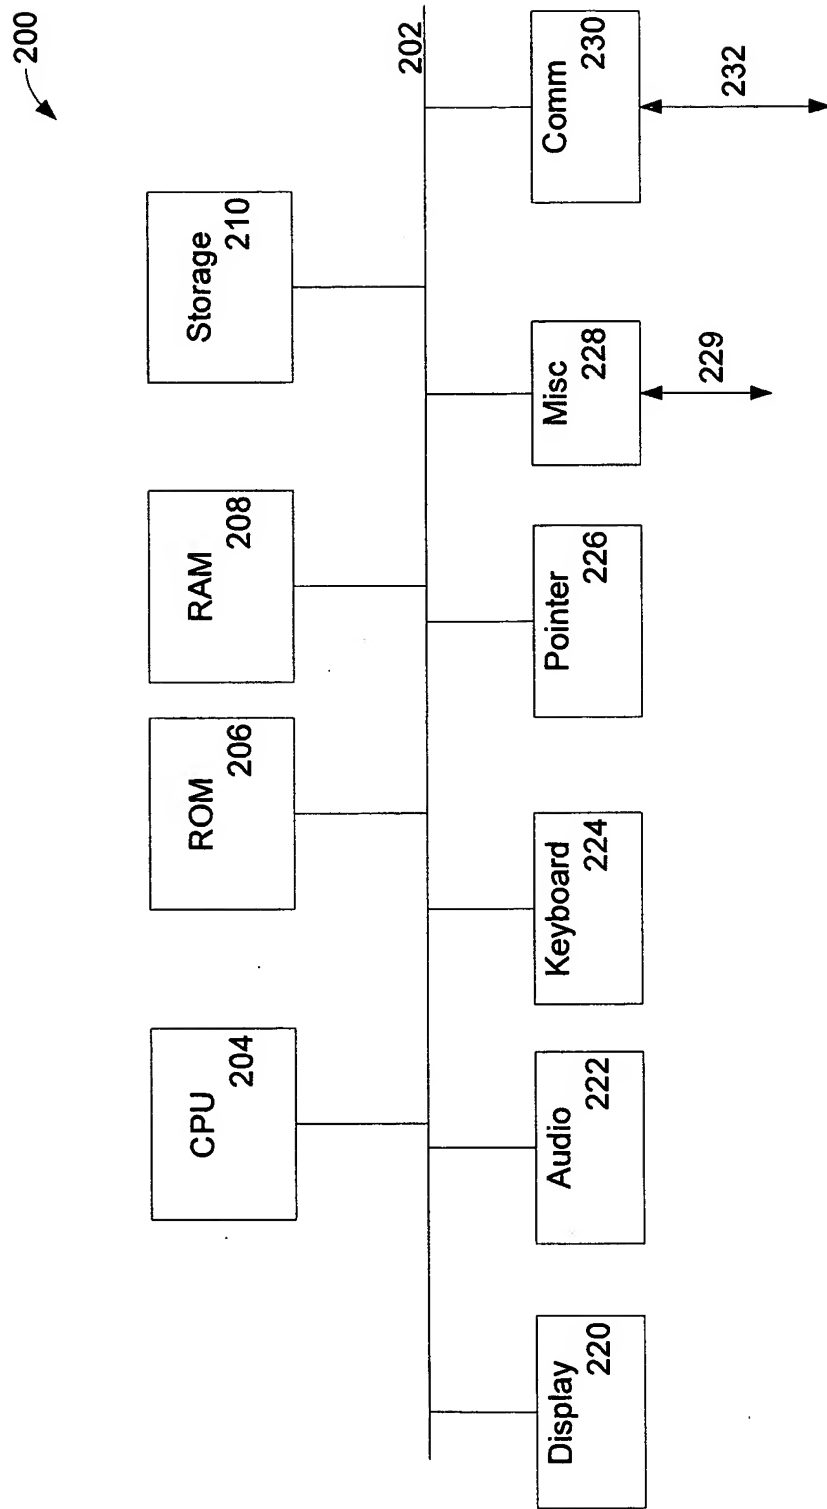 200
CPU
204
ROM
206
RAM
208
Storage
210
202
Display
220
Audio
222
Keyboard
224
Pointer
226
Misc
228
Comm
230
229
232